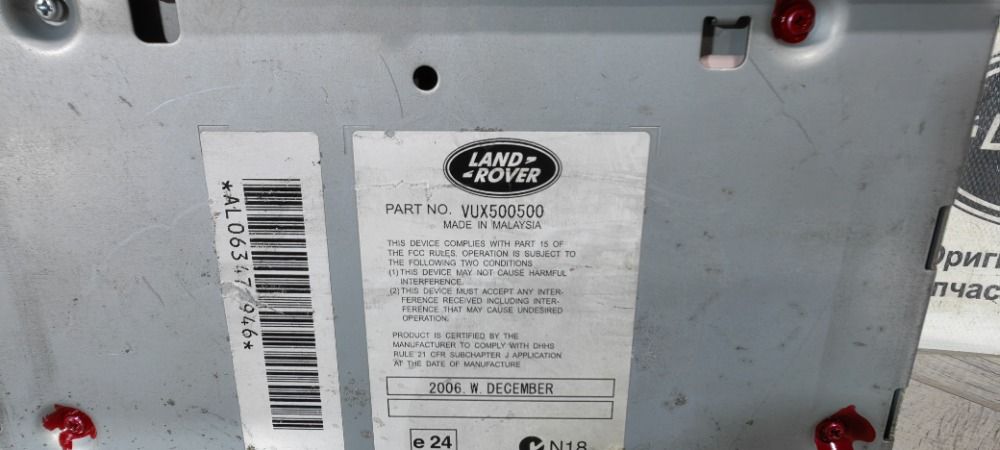 *AL06347946*
LAND
ROVER
PART NO. VUX500500
MADE IN MALAYSIA
THIS DEVICE COMPLIES WITH PART 15 OF
THE FCC RULES. OPERATION IS SUBJECT TO
THE FOLLOWING TWO CONDITIONS
(1) THIS DEVICE MAY NOT CAUSE HARMFUL
INTERFERENCE.
(2) THIS DEVICE MUST ACCEPT ANY INTER-
FERENCE RECEIVED INCLUDING INTER-
FERENCE THAT MAY CAUSE UNDESIRED
OPERATION.
PRODUCT IS CERTIFIED BY THE
MANUFACTURER TO COMPLY WITH DHHS
RULE 21 CFR SUBCHAPTER J APPLICATION
AT THE DATE OF MANUFACTURE
2006. W. DECEMBER
e 24
N18